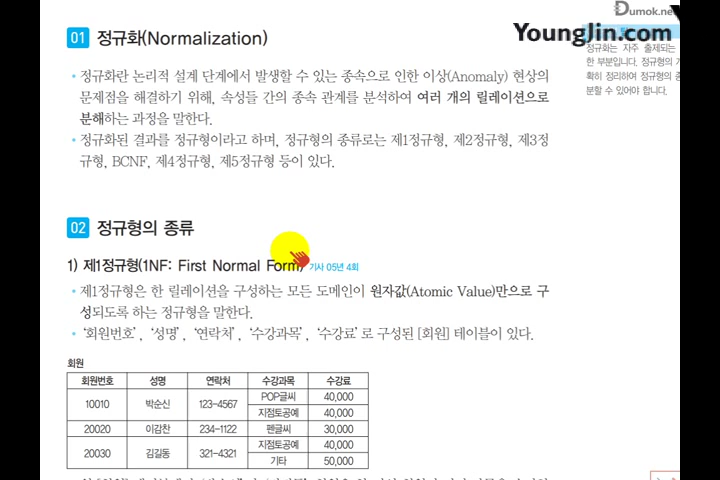 Dumok.ne
YoungJin.com
01 정규화(Normalization)
정규화는 자주 출제되는
한 부분입니다. 정규형의 개
확히 정리하여 정규형의 종
분할 수 있어야 합니다.
• 정규화란 논리적 설계 단계에서 발생할 수 있는 종속으로 인한 이상(Anomaly) 현상의
문제점을 해결하기 위해, 속성들 간의 종속 관계를 분석하여 여러 개의 릴레이션으로
분해하는 과정을 말한다.
• 정규화된 결과를 정규형이라고 하며, 정규형의 종류로는 제1정규형, 제2정규형, 제3정
규형, BCNF, 제4정규형, 제5정규형 등이 있다.
02 정규형의 종류
1) 제1정규형(1NF: First Normal Form) 기사 05년 4회
• 제1정규형은 한 릴레이션을 구성하는 모든 도메인이 원자값(Atomic Value)만으로 구
성되도록 하는 정규형을 말한다.
• ‘회원번호’, ‘성명’, ‘연락처’, ‘수강과목’, ‘수강료’로 구성된 [회원] 테이블이 있다.
회원
회원번호 성명 연락처 수강과목 수강료
10010 박순신 123-4567 POP글씨 40,000
지점토공예 40,000
20020 이감찬 234-1122 펜글씨 30,000
20030 김길동 321-4321 지점토공예 40,000
기타 50,000